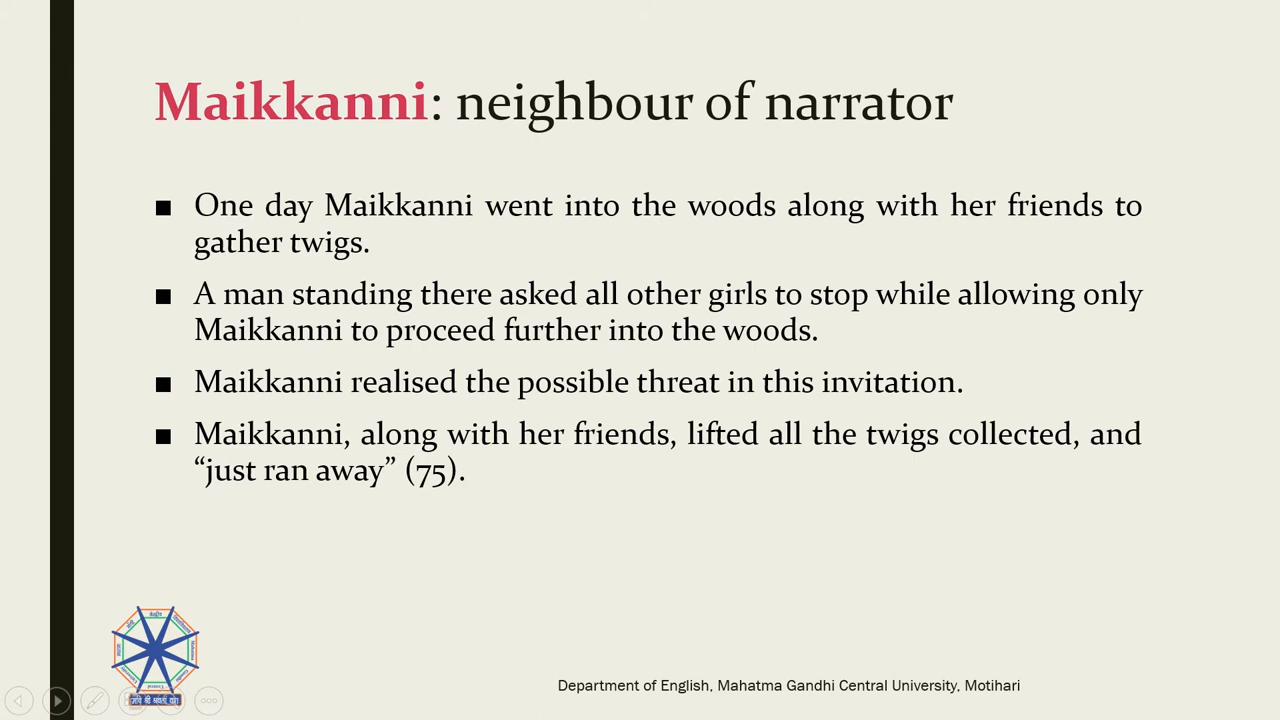 Maikkanni: neighbour of narrator
■ One day Maikkanni went into the woods along with her friends to
gather twigs.
■ A man standing there asked all other girls to stop while allowing only
Maikkanni to proceed further into the woods.
■ Maikkanni realised the possible threat in this invitation.
■ Maikkanni, along with her friends, lifted all the twigs collected, and
“just ran away” (75).
Department of English, Mahatma Gandhi Central University, Motihari